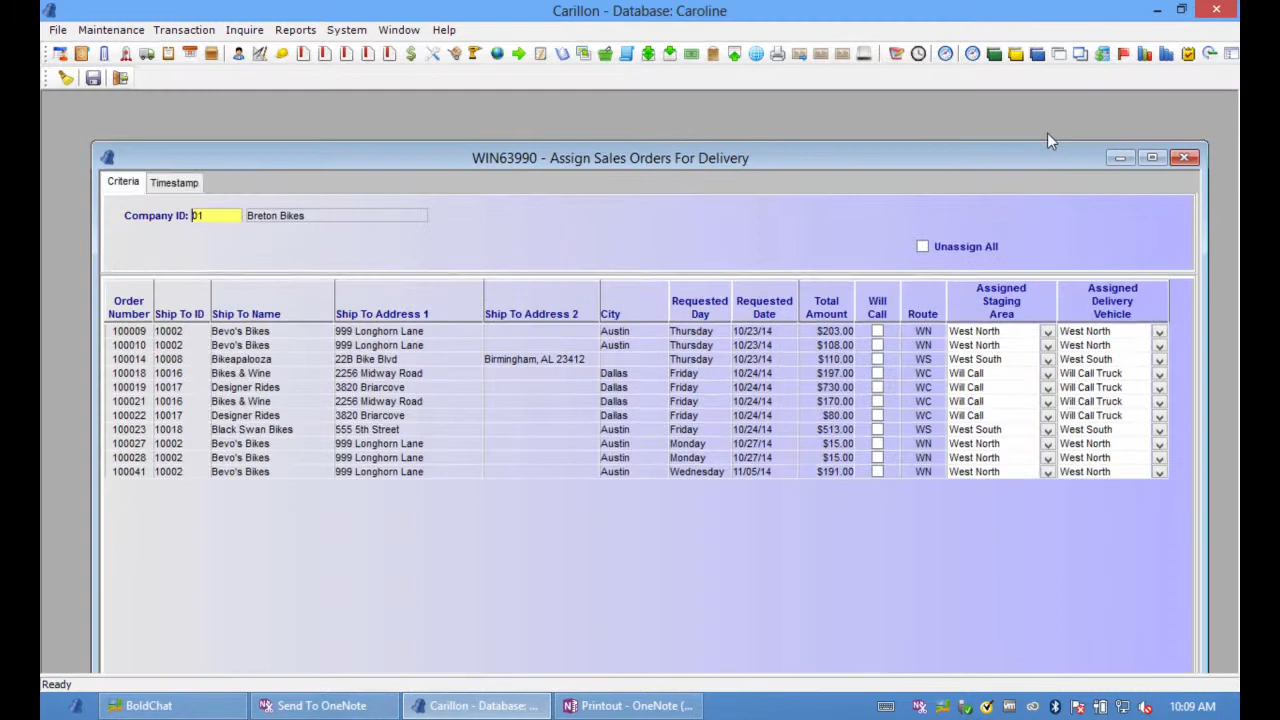 Carillon - Database: Caroline
File Maintenance Transaction Inquire Reports System Window Help
WIN63990 - Assign Sales Orders For Delivery
Criteria Timestamp
Company ID: 01 Breton Bikes
Unassign All
Order Number Ship To ID Ship To Name Ship To Address 1 Ship To Address 2 City Requested Day Requested Date Total Amount Will Call Route Assigned Staging Area Assigned Delivery Vehicle
100009 10002 Bevo's Bikes 999 Longhorn Lane Austin Thursday 10/23/14 $203.00 WN West North West North
100010 10002 Bevo's Bikes 999 Longhorn Lane Austin Thursday 10/23/14 $108.00 WN West North West North
100014 10008 Bikeapalooza 22B Bike Blvd Birmingham, AL 23412 Thursday 10/23/14 $110.00 WS West South West South
100018 10016 Bikes & Wine 2256 Midway Road Dallas Friday 10/24/14 $197.00 WC Will Call Will Call Truck
100019 10017 Designer Rides 3820 Briarcove Dallas Friday 10/24/14 $730.00 WC Will Call Will Call Truck
100021 10016 Bikes & Wine 2256 Midway Road Dallas Friday 10/24/14 $170.00 WC Will Call Will Call Truck
100022 10017 Designer Rides 3820 Briarcove Dallas Friday 10/24/14 $80.00 WC Will Call Will Call Truck
100023 10018 Black Swan Bikes 555 5th Street Austin Friday 10/24/14 $513.00 WS West South West South
100027 10002 Bevo's Bikes 999 Longhorn Lane Austin Monday 10/27/14 $15.00 WN West North West North
100028 10002 Bevo's Bikes 999 Longhorn Lane Austin Monday 10/27/14 $15.00 WN West North West North
100041 10002 Bevo's Bikes 999 Longhorn Lane Austin Wednesday 11/05/14 $191.00 WN West North West North
Ready
BoldChat Send To OneNote Carillon - Database: ... Printout - OneNote (... 10:09 AM